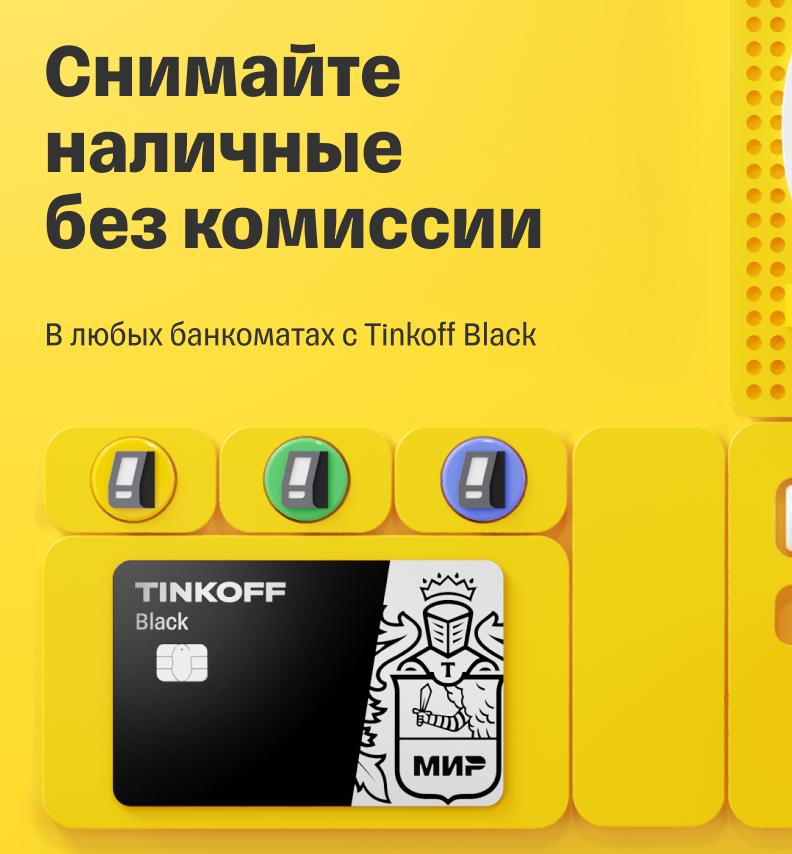 Снимайте
наличные
без комиссии
В любых банкоматах с Tinkoff Black
TINKOFF
Black
Т
МИР